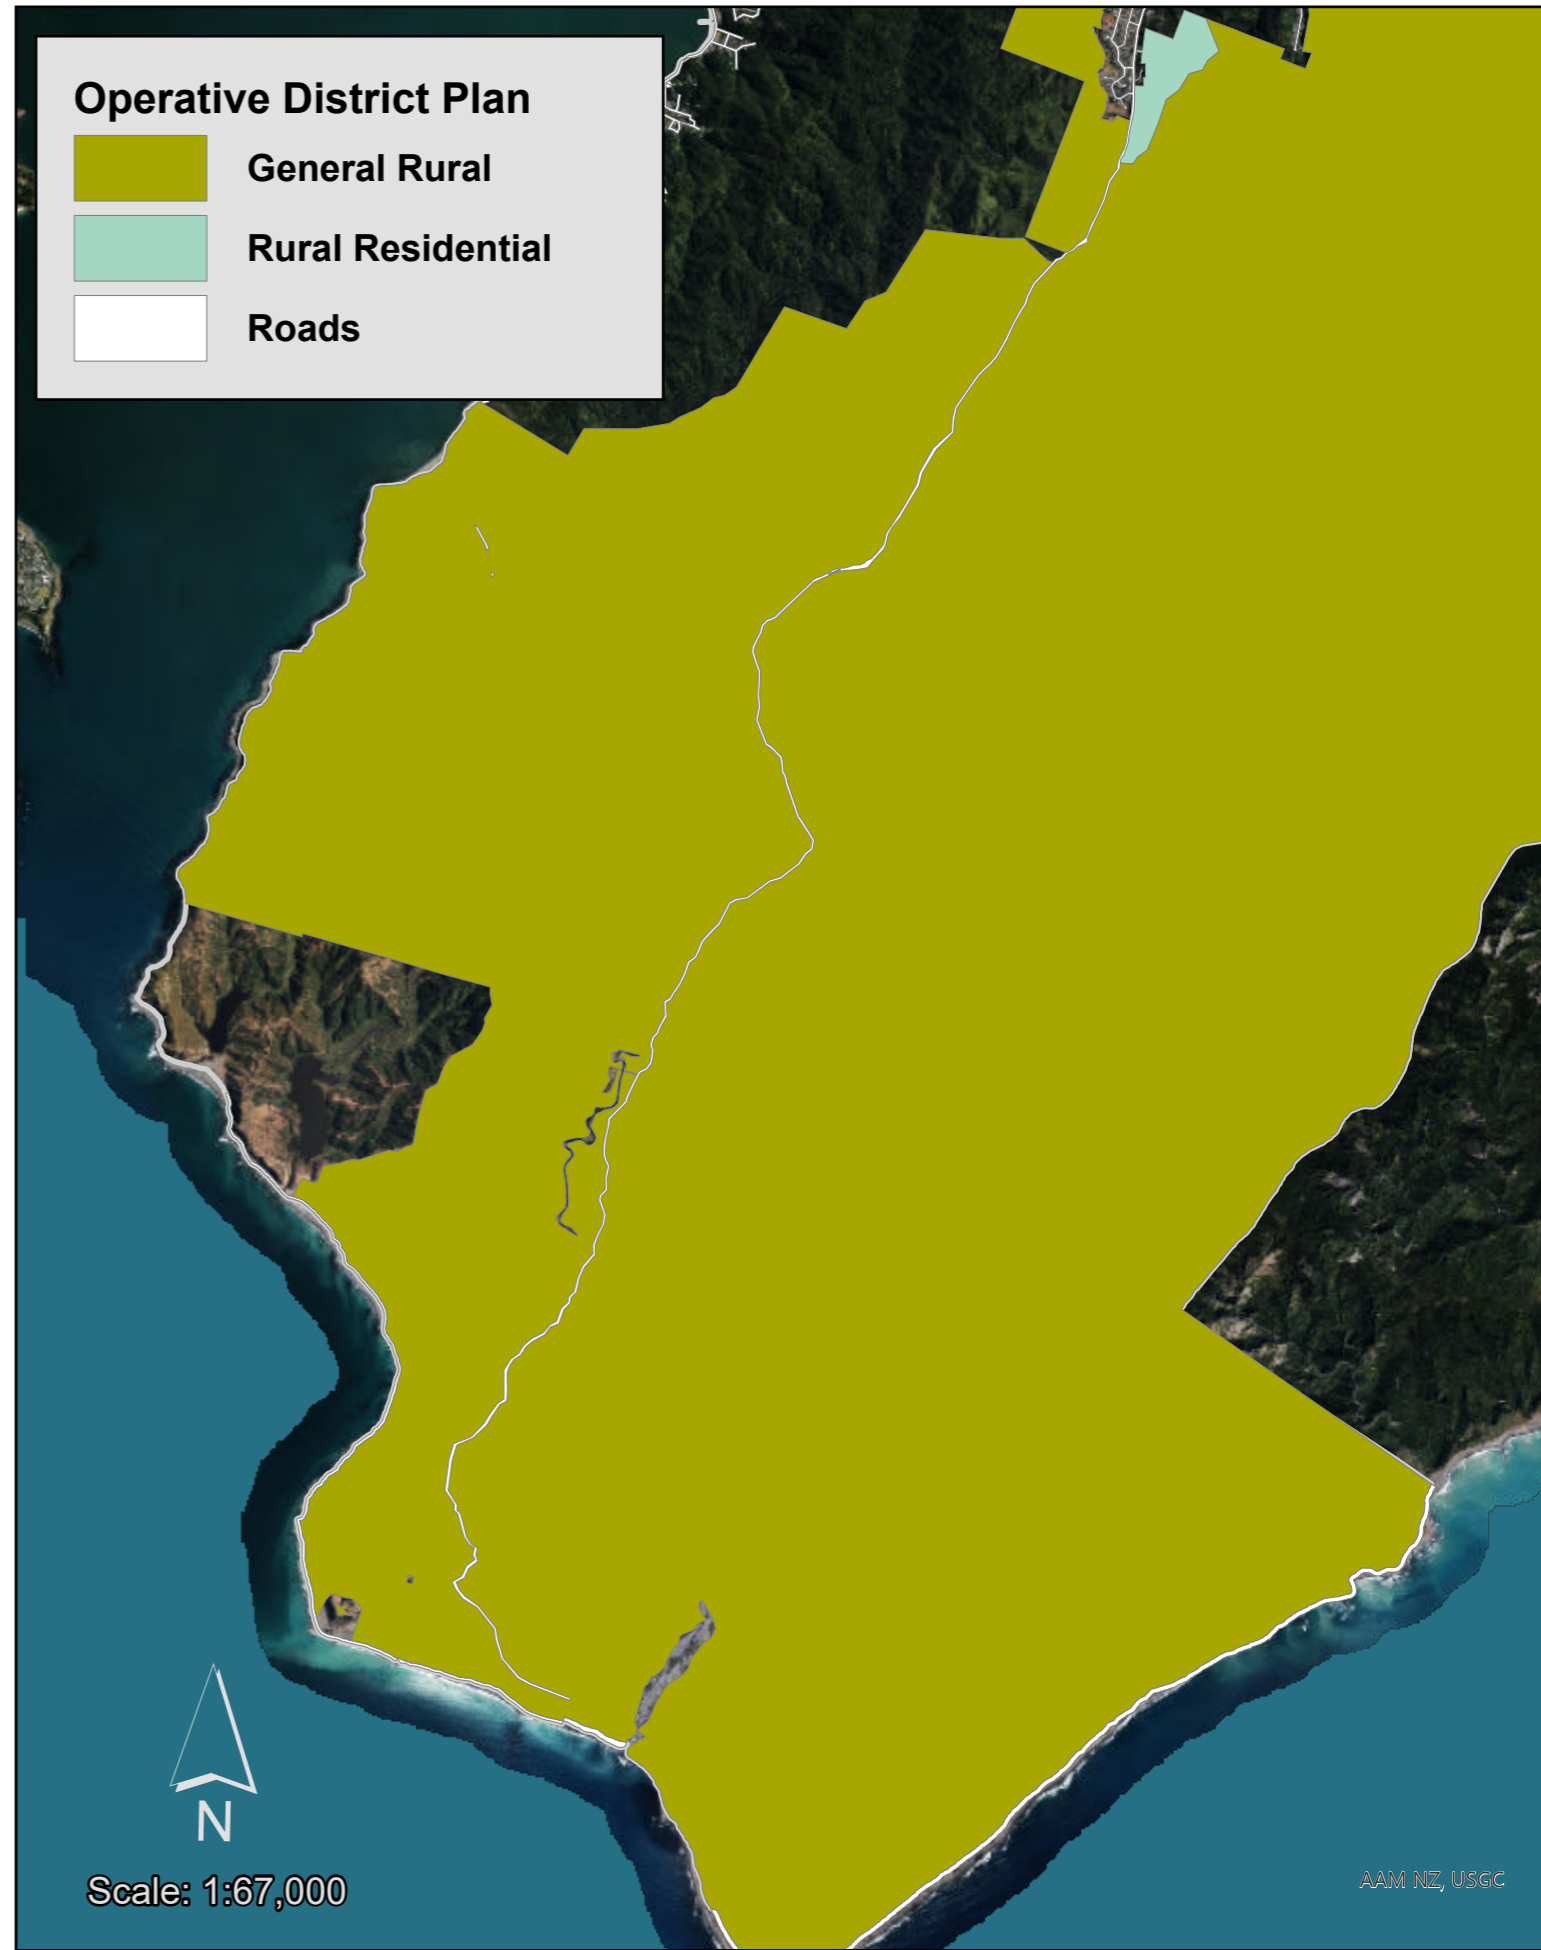 Operative District Plan
General Rural
Rural Residential
Roads
N
Scale: 1:67,000
AAM NZ, USGC